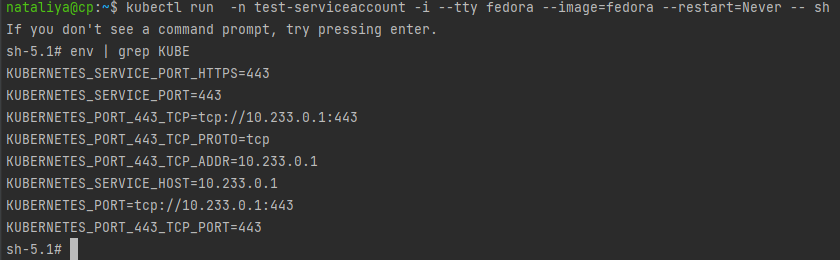 nataliya@cp:~$ kubectl run  -n test-serviceaccount -i --tty fedora --image=fedora --restart=Never -- sh
If you don't see a command prompt, try pressing enter.
sh-5.1# env | grep KUBE
KUBERNETES_SERVICE_PORT_HTTPS=443
KUBERNETES_SERVICE_PORT=443
KUBERNETES_PORT_443_TCP=tcp://10.233.0.1:443
KUBERNETES_PORT_443_TCP_PROTO=tcp
KUBERNETES_PORT_443_TCP_ADDR=10.233.0.1
KUBERNETES_SERVICE_HOST=10.233.0.1
KUBERNETES_PORT=tcp://10.233.0.1:443
KUBERNETES_PORT_443_TCP_PORT=443
sh-5.1#